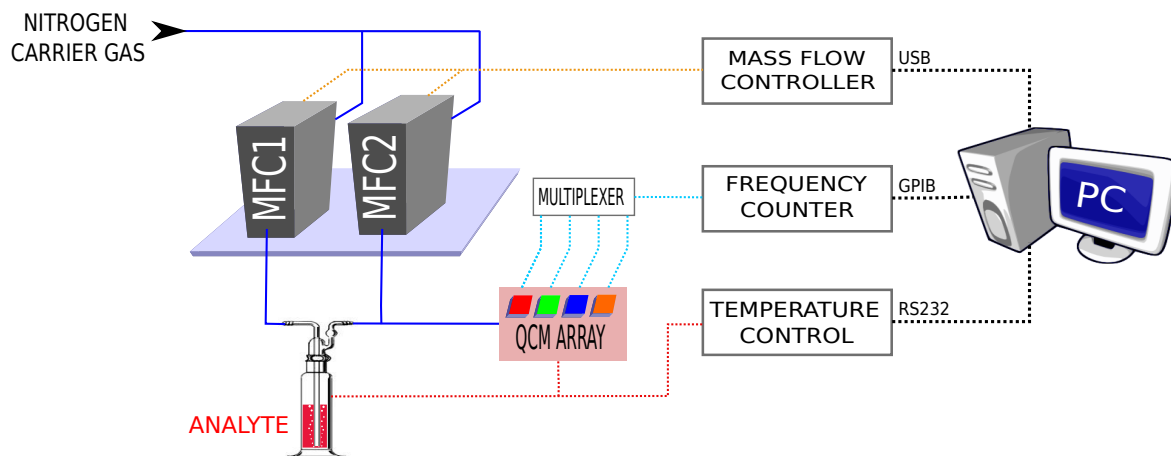 NITROGEN
CARRIER GAS
MFC1
MFC2
MASS FLOW
CONTROLLER
USB
MULTIPLEXER
FREQUENCY
COUNTER
GPIB
PC
QCM ARRAY
TEMPERATURE
CONTROL
RS232
ANALYTE